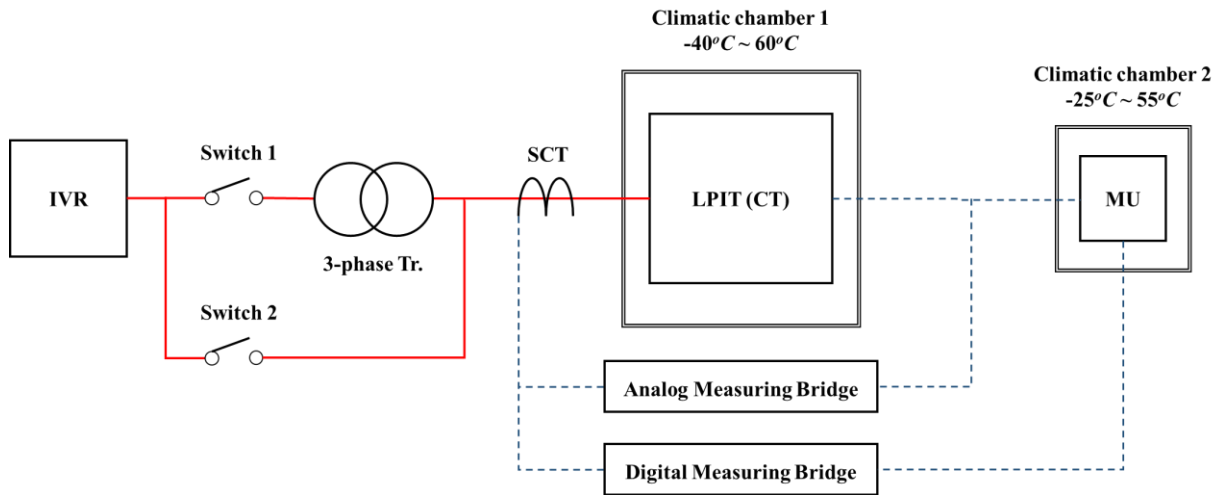 Climatic chamber 1
-40°C ~ 60°C
Climatic chamber 2
-25°C ~ 55°C
IVR
Switch 1
3-phase Tr.
Switch 2
SCT
LPIT (CT)
MU
Analog Measuring Bridge
Digital Measuring Bridge